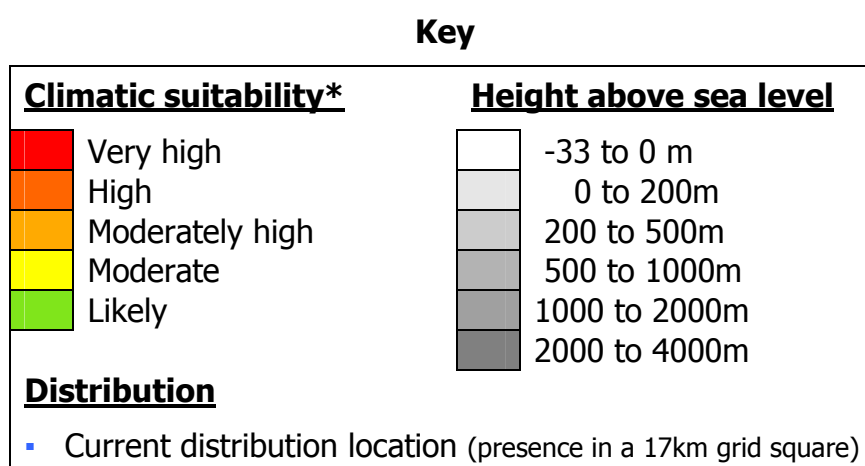 Key
Climatic suitability*
Very high
High
Moderately high
Moderate
Likely
Height above sea level
-33 to 0 m
0 to 200m
200 to 500m
500 to 1000m
1000 to 2000m
2000 to 4000m
Distribution
▪ Current distribution location (presence in a 17km grid square)